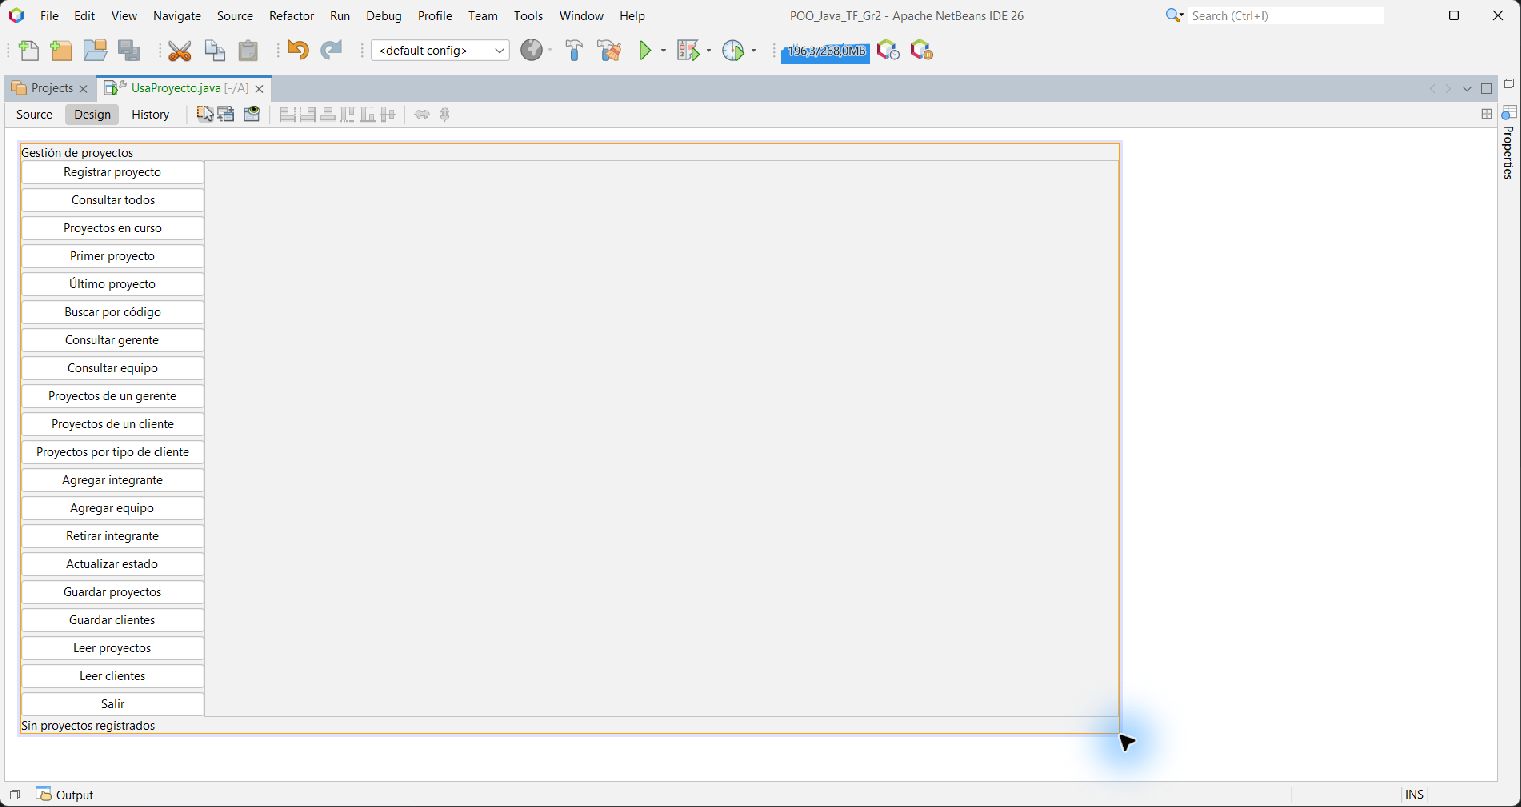 File Edit View Navigate Source Refactor Run Debug Profile Team Tools Window Help POO_Java_TF_Gr2 - Apache NetBeans IDE 26 Search (Ctrl+I)
<default config> 196,3/268,0MB
Projects UsaProyecto.java [-/A]
Source Design History
Properties
Gestión de proyectos
Registrar proyecto
Consultar todos
Proyectos en curso
Primer proyecto
Último proyecto
Buscar por código
Consultar gerente
Consultar equipo
Proyectos de un gerente
Proyectos de un cliente
Proyectos por tipo de cliente
Agregar integrante
Agregar equipo
Retirar integrante
Actualizar estado
Guardar proyectos
Guardar clientes
Leer proyectos
Leer clientes
Salir
Sin proyectos registrados
Output INS